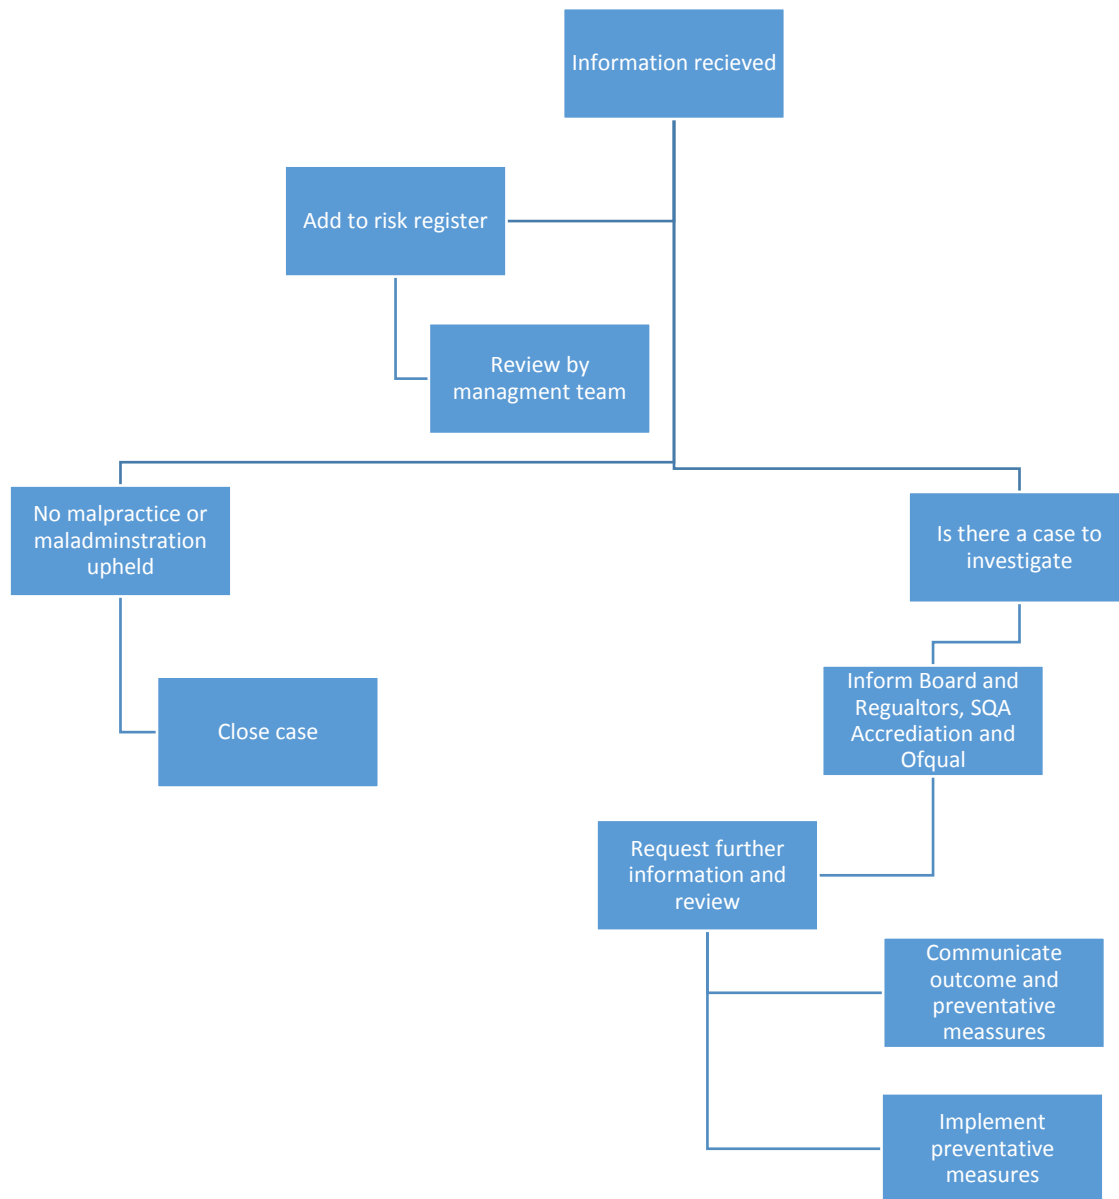 Information recieved
Add to risk register
Review by
managment team
No malpractice or
maladminstration
upheld
Is there a case to
investigate
Close case
Inform Board and
Regualtors, SQA
Accrediation and
Ofqual
Request further
information and
review
Communicate
outcome and
preventative
meassures
Implement
preventative
measures